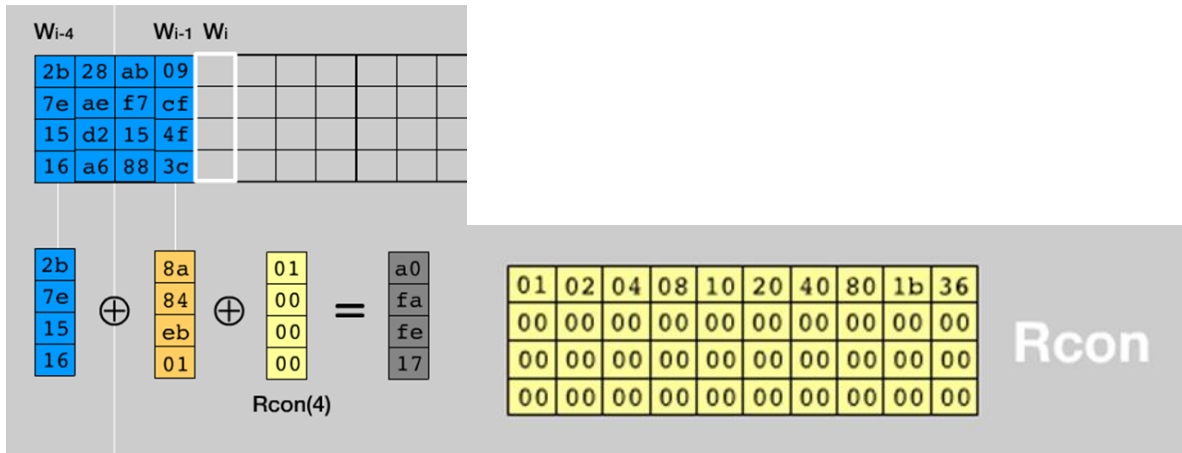 Wi-4 Wi-1 Wi
2b 28 ab 09
7e ae f7 cf
15 d2 15 4f
16 a6 88 3c
2b 8a 01 a0
7e ⊕ 84 ⊕ 00 = fa
15 eb 00 fe
16 01 00 17
Rcon(4)
01 02 04 08 10 20 40 80 1b 36
00 00 00 00 00 00 00 00 00 00
00 00 00 00 00 00 00 00 00 00
00 00 00 00 00 00 00 00 00 00
Rcon